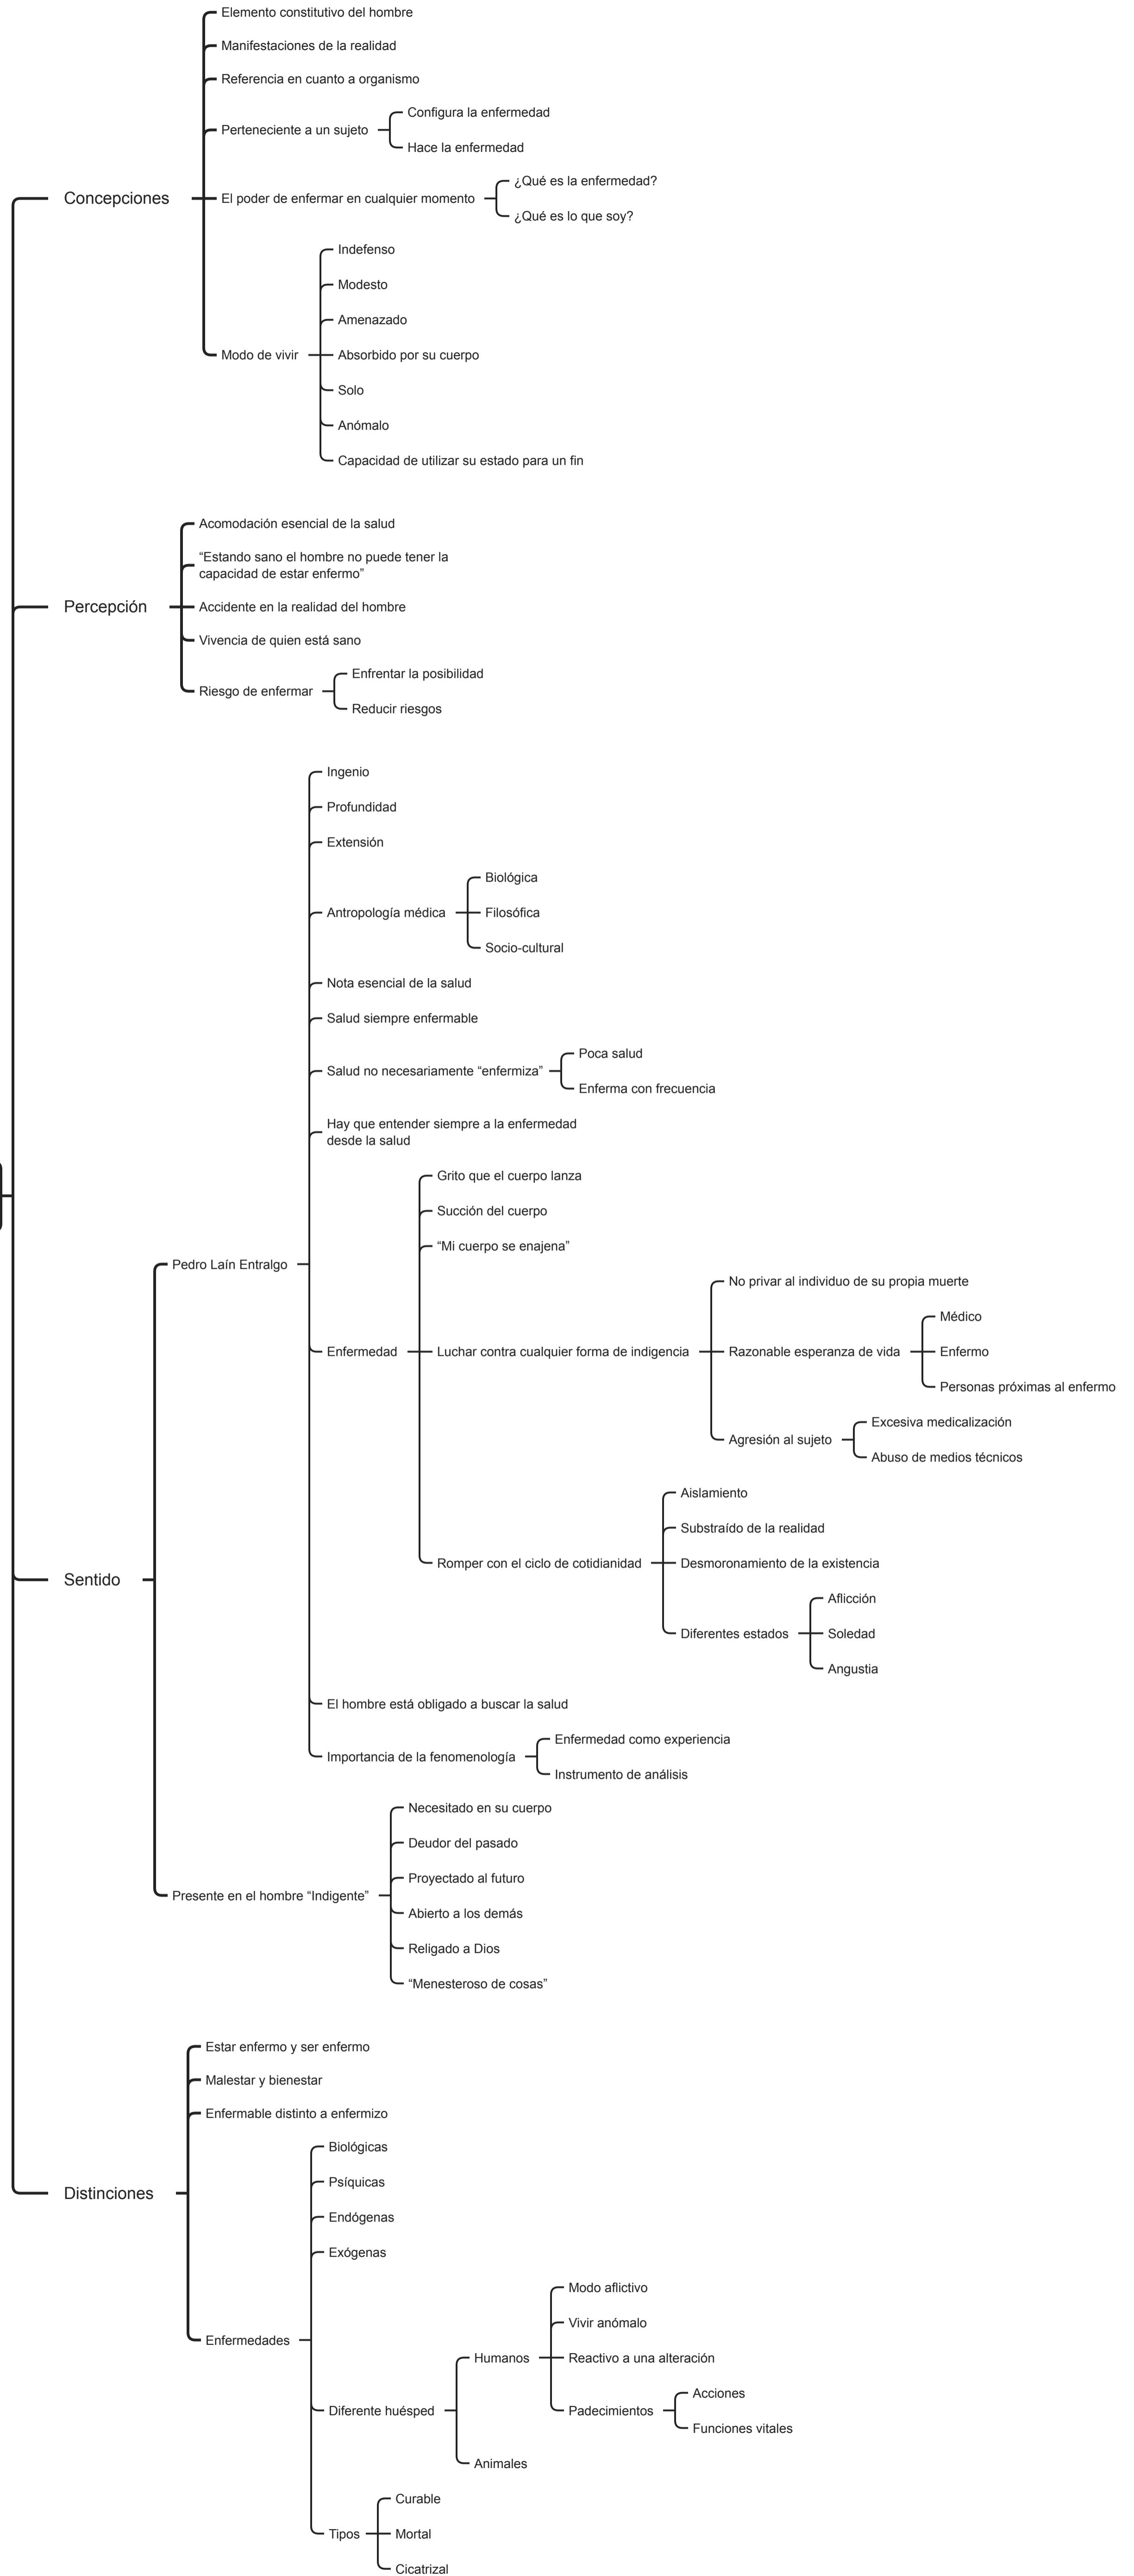 Concepciones
Elemento constitutivo del hombre
Manifestaciones de la realidad
Referencia en cuanto a organismo
Perteneciente a un sujeto
Configura la enfermedad
Hace la enfermedad
El poder de enfermar en cualquier momento
¿Qué es la enfermedad?
¿Qué es lo que soy?
Modo de vivir
Indefenso
Modesto
Amenazado
Absorbido por su cuerpo
Solo
Anómalo
Capacidad de utilizar su estado para un fin
Percepción
Acomodación esencial de la salud
“Estando sano el hombre no puede tener la
capacidad de estar enfermo”
Accidente en la realidad del hombre
Vivencia de quien está sano
Riesgo de enfermar
Enfrentar la posibilidad
Reducir riesgos
Sentido
Pedro Laín Entralgo
Ingenio
Profundidad
Extensión
Antropología médica
Biológica
Filosófica
Socio-cultural
Nota esencial de la salud
Salud siempre enfermable
Salud no necesariamente “enfermiza”
Poca salud
Enferma con frecuencia
Hay que entender siempre a la enfermedad
desde la salud
Enfermedad
Grito que el cuerpo lanza
Succión del cuerpo
“Mi cuerpo se enajena”
Luchar contra cualquier forma de indigencia
No privar al individuo de su propia muerte
Razonable esperanza de vida
Médico
Enfermo
Personas próximas al enfermo
Agresión al sujeto
Excesiva medicalización
Abuso de medios técnicos
Romper con el ciclo de cotidianidad
Aislamiento
Substraído de la realidad
Desmoronamiento de la existencia
Diferentes estados
Aflicción
Soledad
Angustia
El hombre está obligado a buscar la salud
Importancia de la fenomenología
Enfermedad como experiencia
Instrumento de análisis
Presente en el hombre “Indigente”
Necesitado en su cuerpo
Deudor del pasado
Proyectado al futuro
Abierto a los demás
Religado a Dios
“Menesteroso de cosas”
Distinciones
Estar enfermo y ser enfermo
Malestar y bienestar
Enfermable distinto a enfermizo
Enfermedades
Biológicas
Psíquicas
Endógenas
Exógenas
Diferente huésped
Humanos
Modo aflictivo
Vivir anómalo
Reactivo a una alteración
Padecimientos
Acciones
Funciones vitales
Animales
Tipos
Curable
Mortal
Cicatrizal